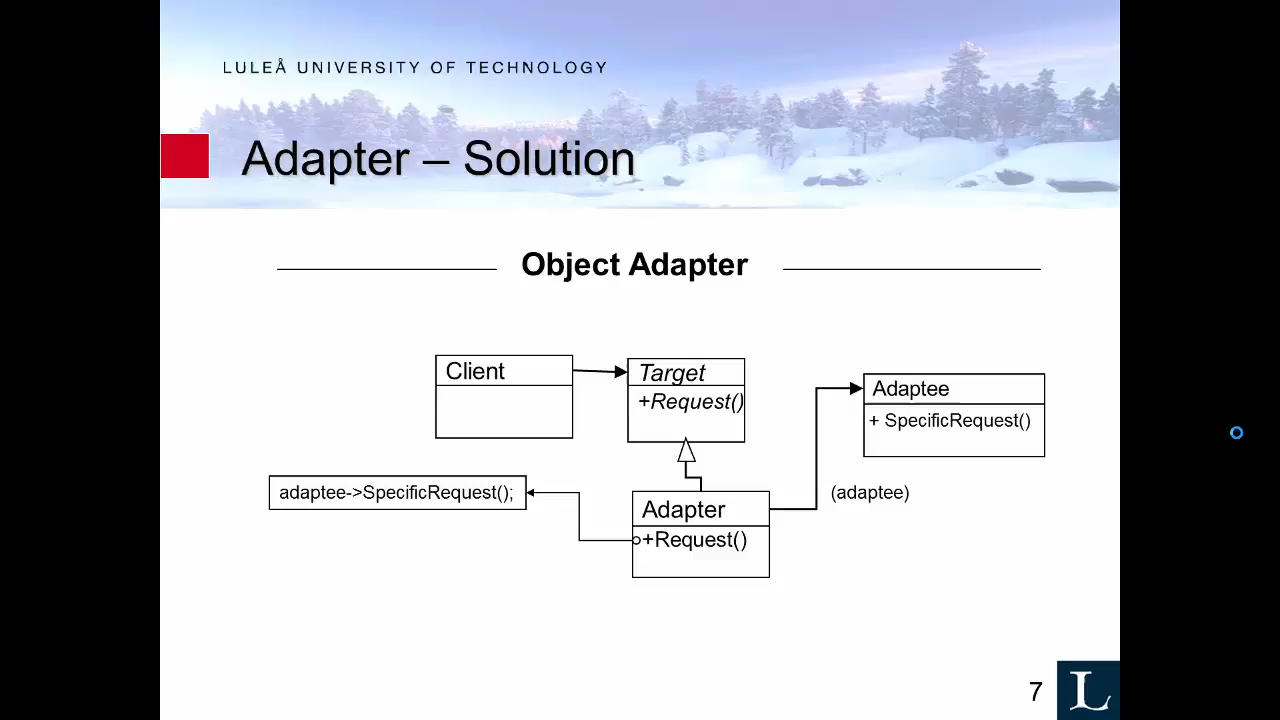 LULEÅ UNIVERSITY OF TECHNOLOGY
Adapter – Solution
Object Adapter
Client
Target
+Request()
Adaptee
+ SpecificRequest()
adaptee->SpecificRequest();
(adaptee)
Adapter
+Request()
7
L